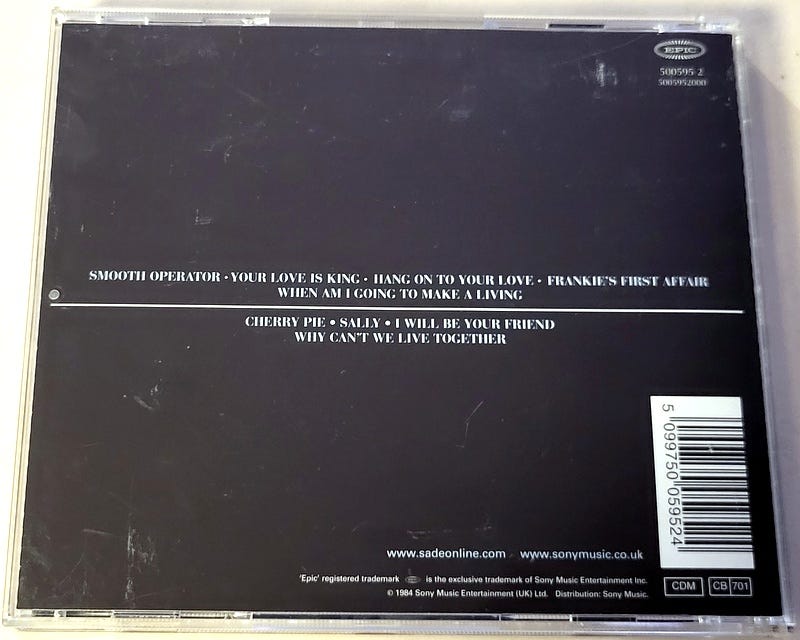 EPIC
500595 2
5005952000
SMOOTH OPERATOR · YOUR LOVE IS KING · HANG ON TO YOUR LOVE · FRANKIE'S FIRST AFFAIR
WHEN AM I GOING TO MAKE A LIVING
CHERRY PIE • SALLY • I WILL BE YOUR FRIEND
WHY CAN'T WE LIVE TOGETHER
5 099750 059524
www.sadeonline.com www.sonymusic.co.uk
'Epic' registered trademark EPIC is the exclusive trademark of Sony Music Entertainment Inc.
© 1984 Sony Music Entertainment (UK) Ltd. Distribution: Sony Music.
CDM CB 701